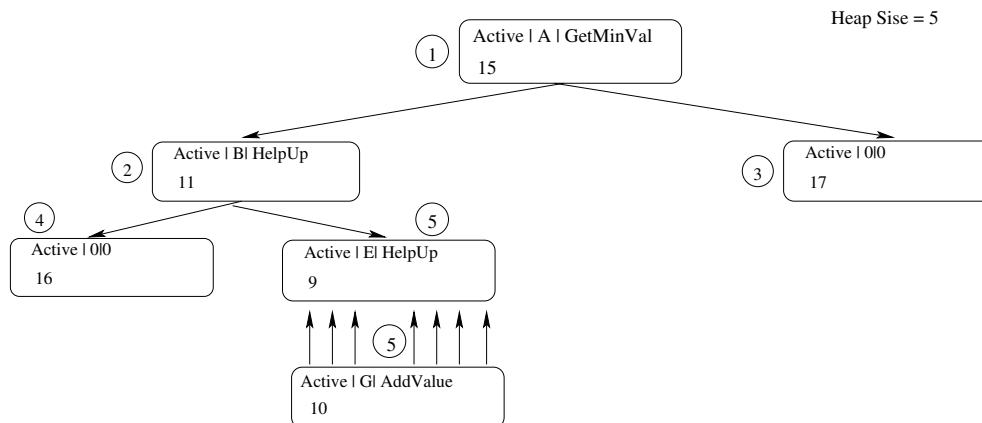 Heap Sise = 5
Active | A | GetMinVal
1
15
Active | B| HelpUp
2
11
Active | 0|0
3
17
4
5
Active | 0|0
16
Active | E| HelpUp
9
5
Active | G| AddValue
10